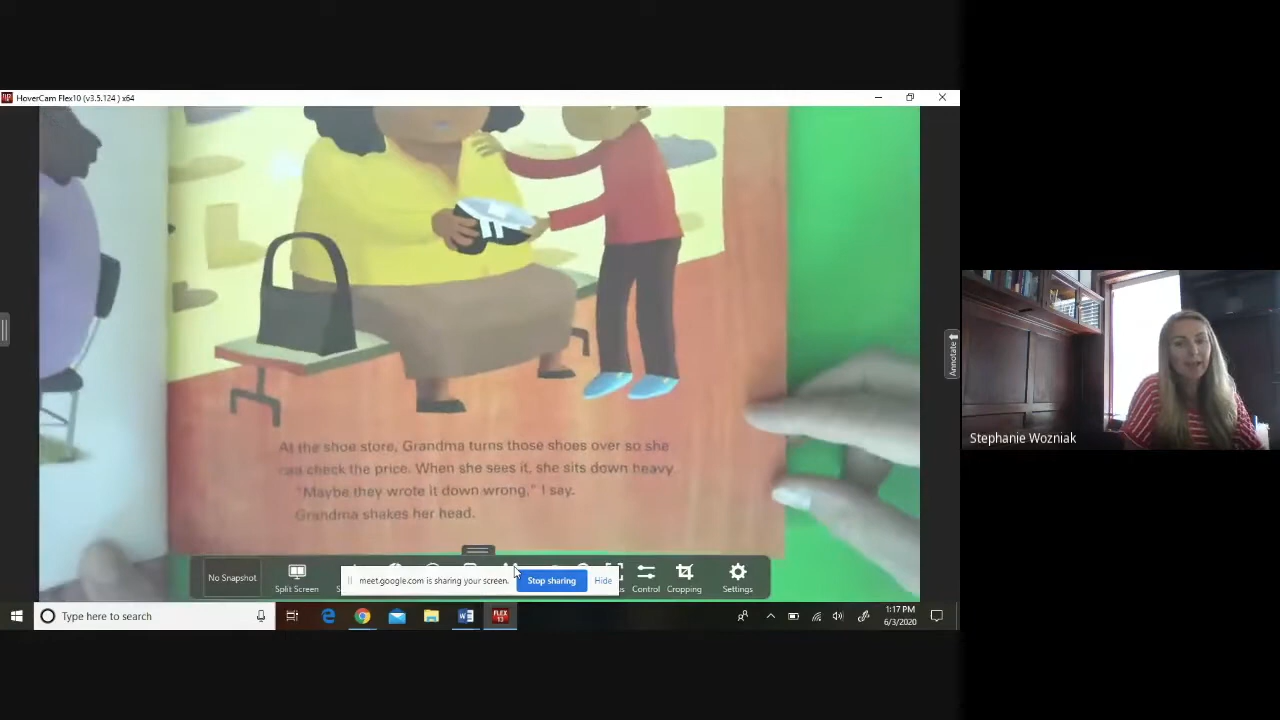 HoverCam Flex10 (v3.5.124 ) x64
Annotate
Stephanie Wozniak
At the shoe store, Grandma turns those shoes over so she
can check the price. When she sees it, she sits down heavy.
"Maybe they wrote it down wrong," I say.
Grandma shakes her head.
No Snapshot
Split Screen
Control
Cropping
Settings
meet.google.com is sharing your screen.
Stop sharing
Hide
Type here to search
FLEX
1:17 PM
6/3/2020